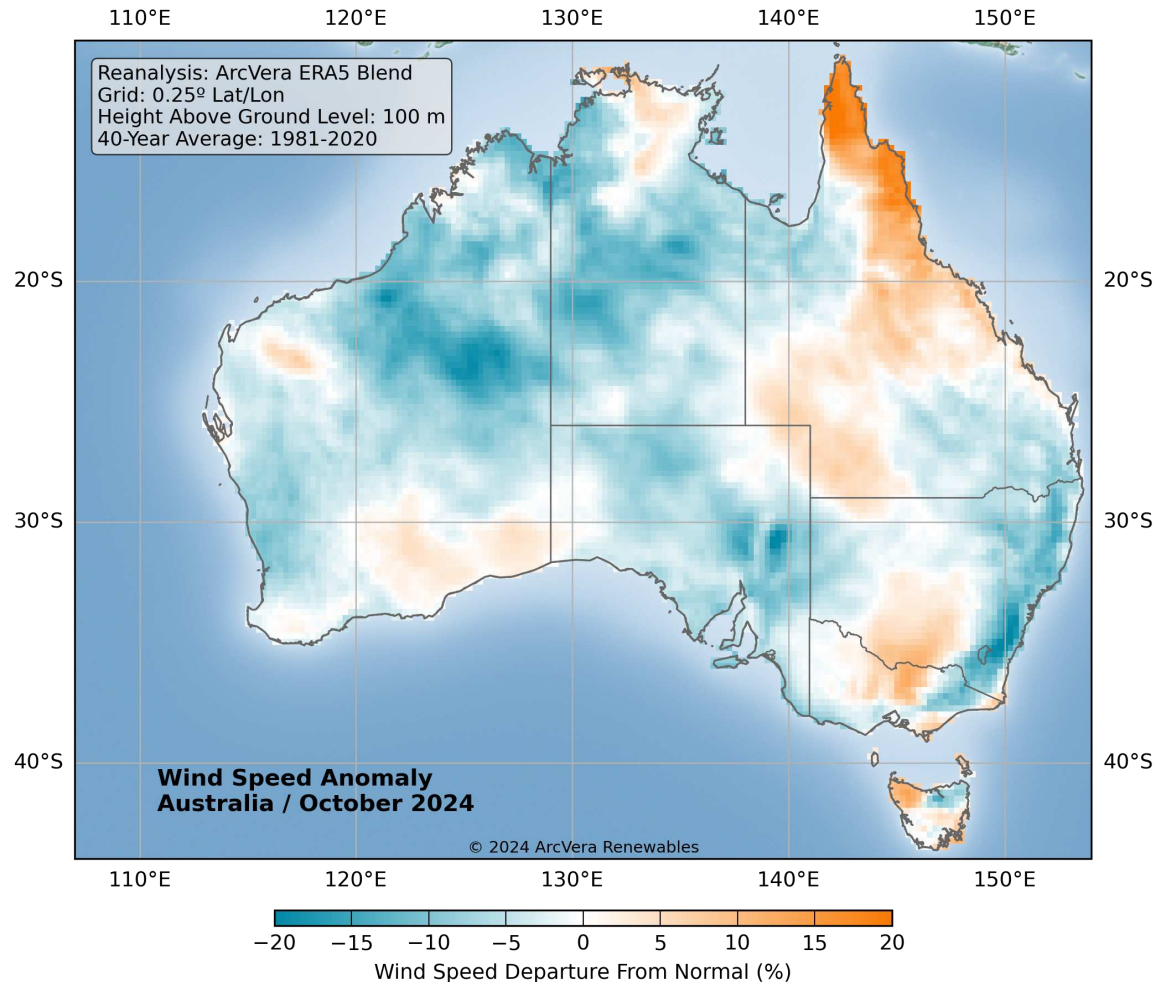 110°E 120°E 130°E 140°E 150°E
Reanalysis: ArcVera ERA5 Blend
Grid: 0.25º Lat/Lon
Height Above Ground Level: 100 m
40-Year Average: 1981-2020
20°S 20°S
30°S 30°S
40°S 40°S
Wind Speed Anomaly
Australia / October 2024
© 2024 ArcVera Renewables
110°E 120°E 130°E 140°E 150°E
−20 −15 −10 −5 0 5 10 15 20
Wind Speed Departure From Normal (%)